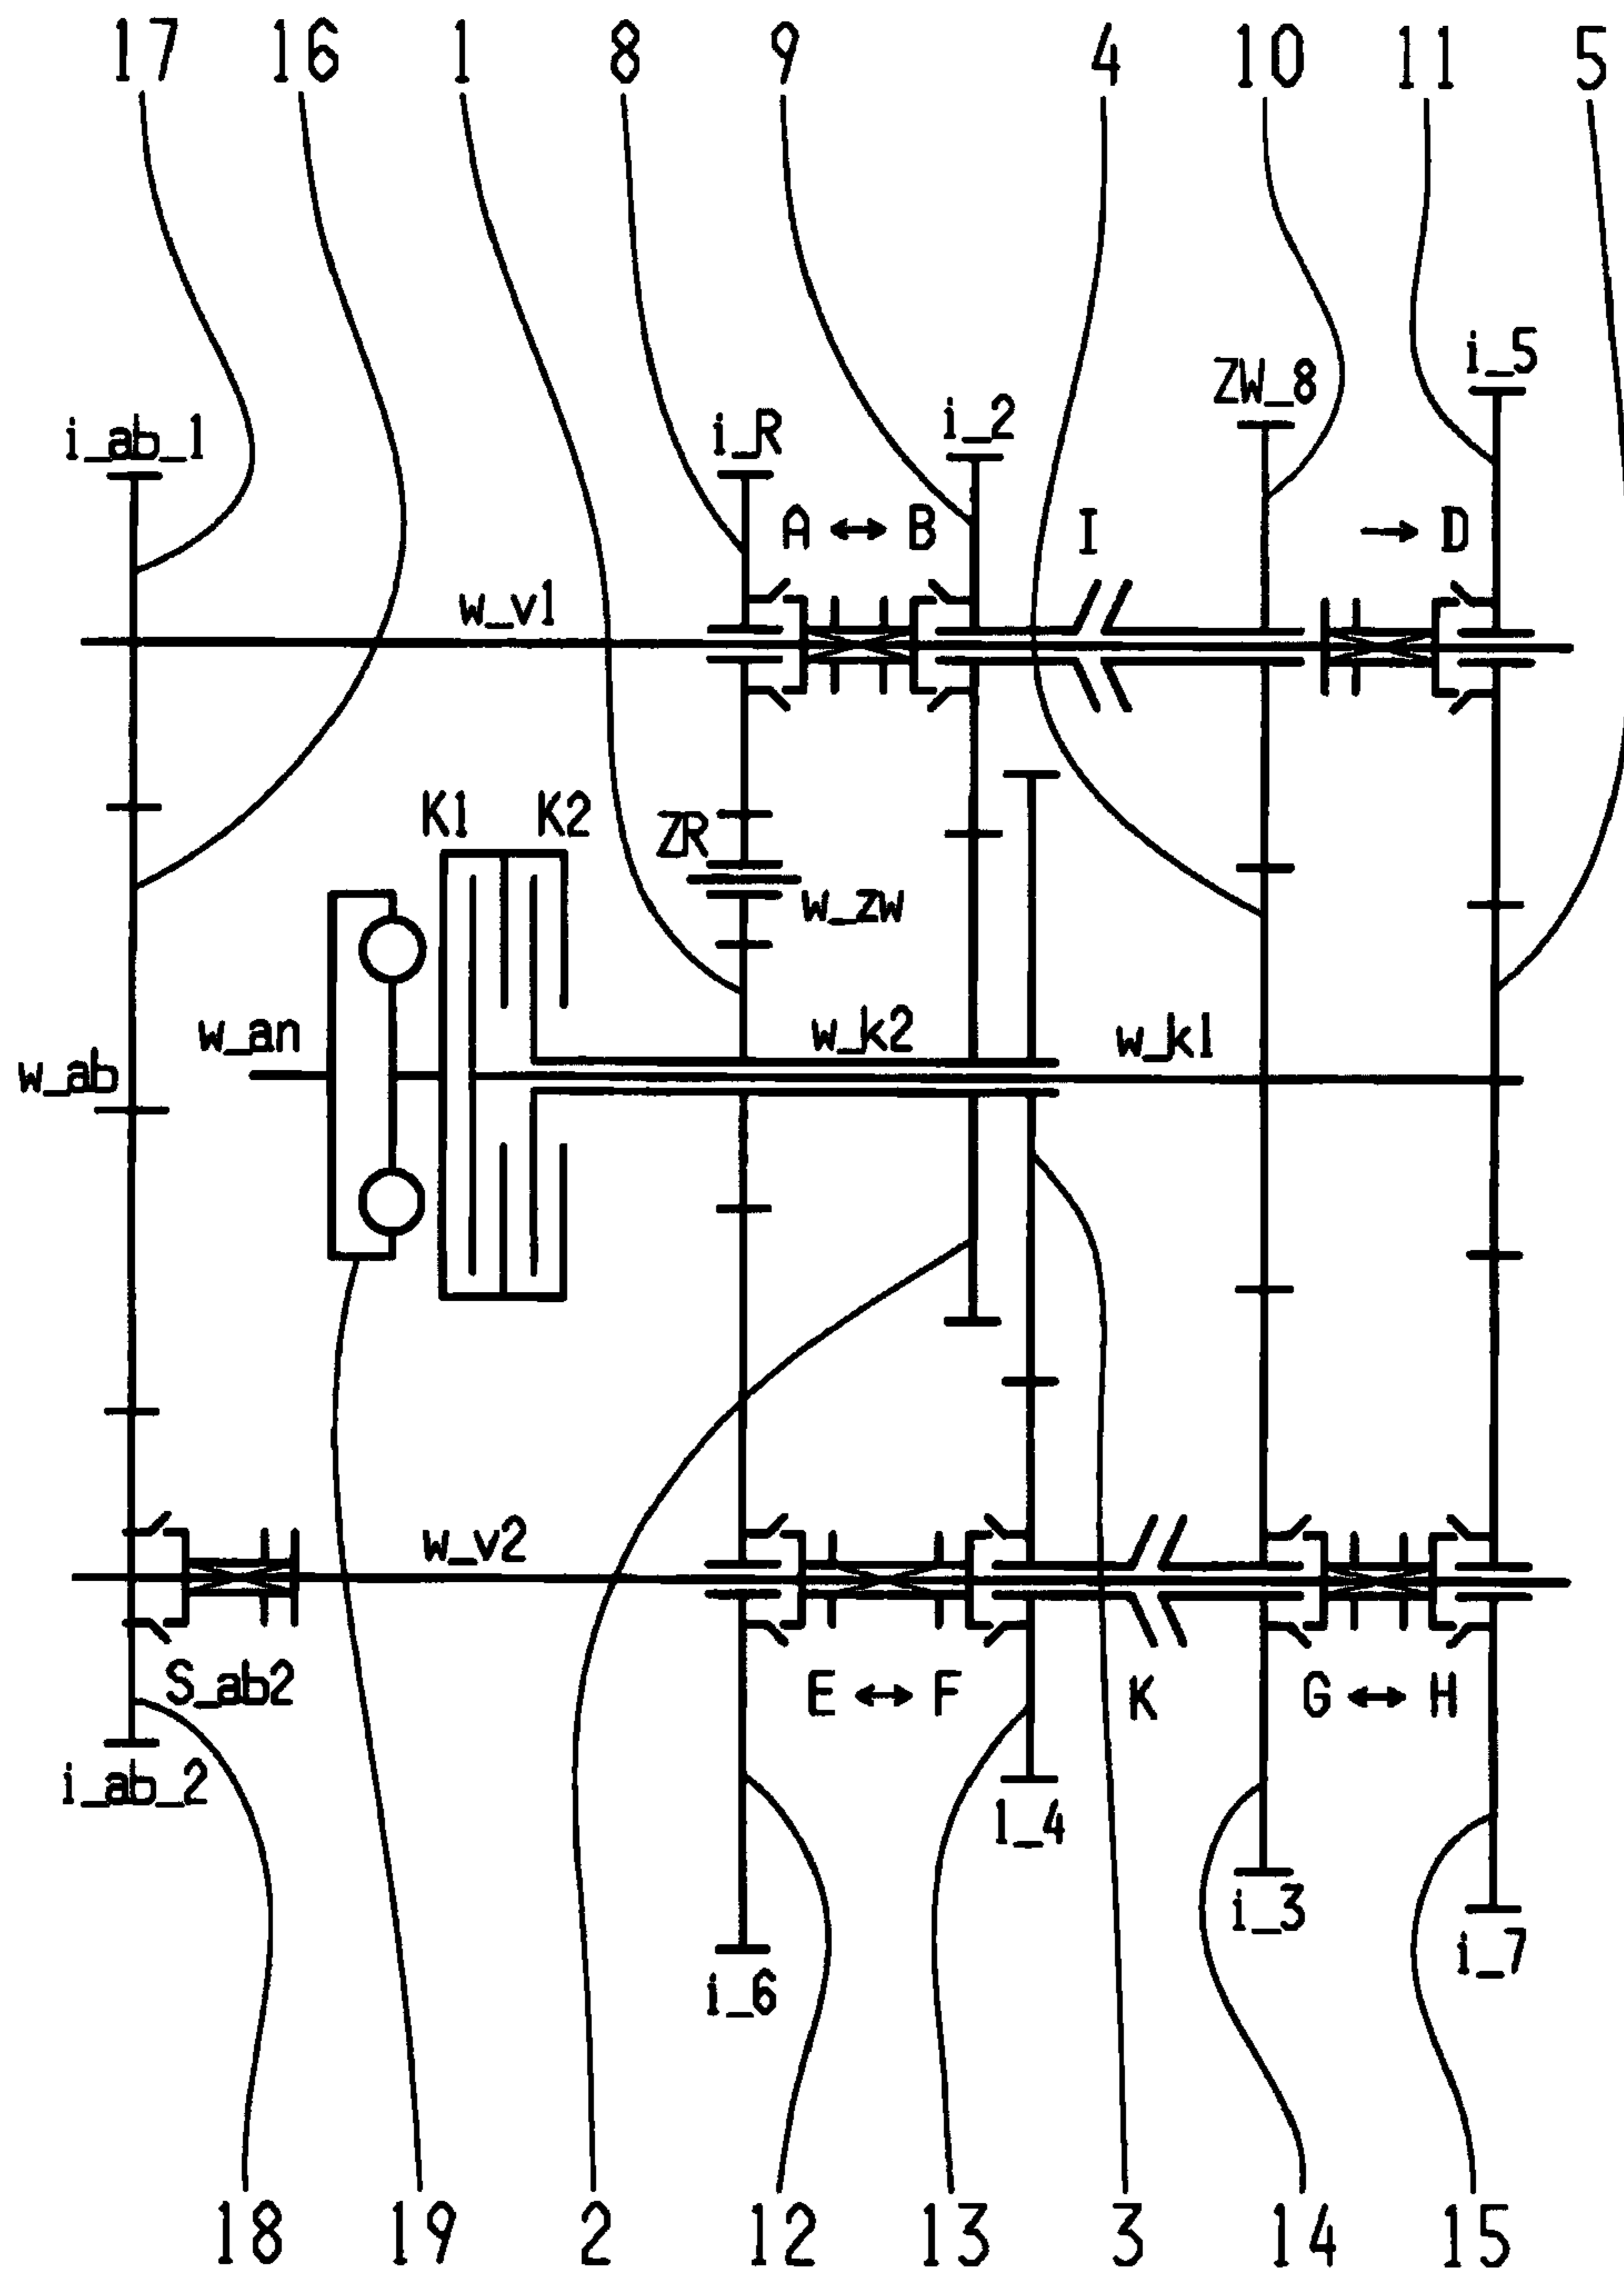 17 16 1 8 9 4 10 11 5
i_5
ZW_8
i_2
i_ab_1 i_R
A ↔ B I → D
w_v1
K1 K2 ZR
w_zw
w_an w_k2 w_k1
w_ab
w_v2
S_ab2 E ↔ F K G ↔ H
i_ab_2
l_4
i_3
i_7
i_6
18 19 2 12 13 3 14 15